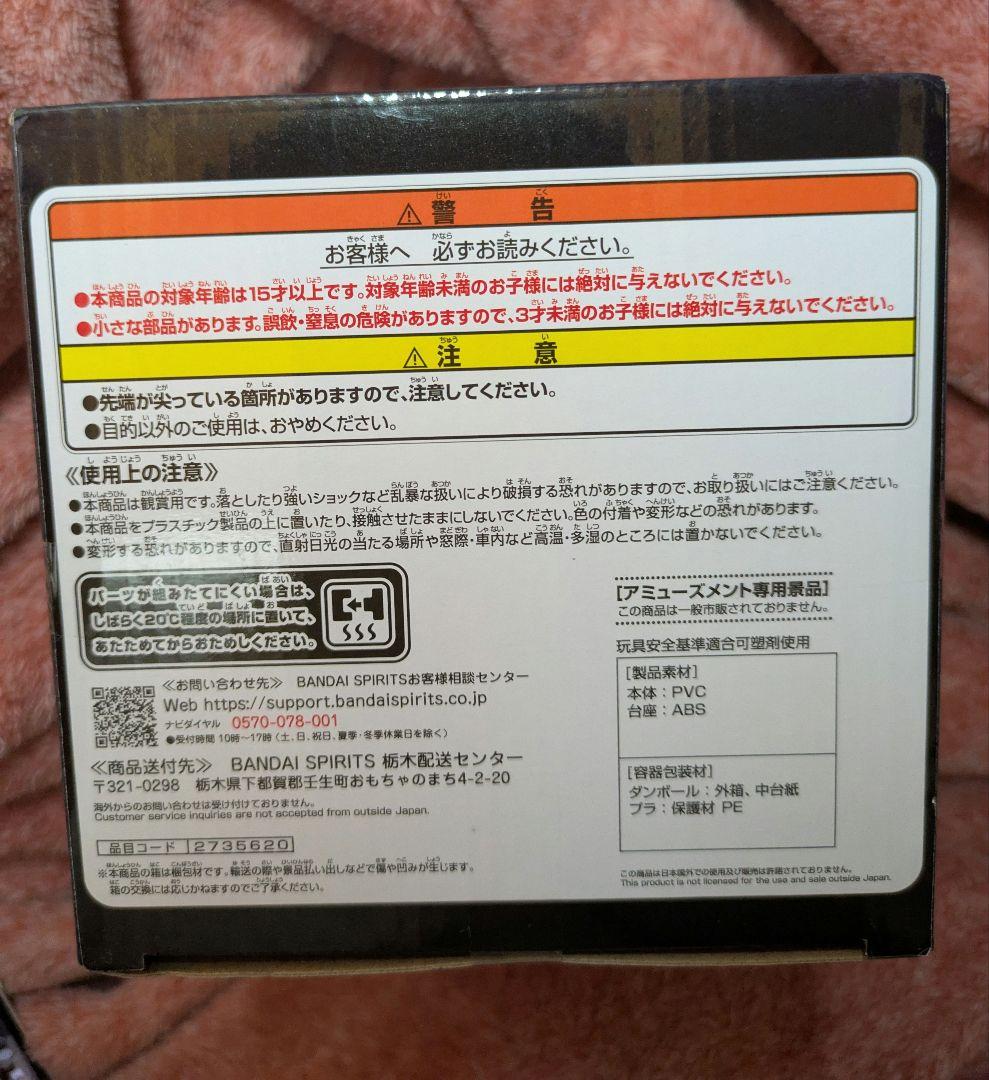 ⚠警 告
お客様へ 必ずお読みください。
●本商品の対象年齢は15才以上です。対象年齢未満のお子様には絶対に与えないでください。
●小さな部品があります。誤飲・窒息の危険がありますので、3才未満のお子様には絶対に与えないでください。
⚠注 意
●先端が尖っている箇所がありますので、注意してください。
●目的以外のご使用は、おやめください。
《使用上の注意》
●本商品は観賞用です。落としたり強いショックなど乱暴な扱いにより破損する恐れがありますので、お取り扱いにはご注意ください。
●本商品をプラスチック製品の上に置いたり、接触させたままにしないでください。色の付着や変形などの恐れがあります。
●変形する恐れがありますので、直射日光の当たる場所や窓際・車内など高温・多湿のところには置かないでください。
パーツが組みたてにくい場合は、
しばらく20℃程度の場所に置いて、
あたためてからおためしください。
[アミューズメント専用景品]
この商品は一般市販されておりません。
玩具安全基準適合可塑剤使用
[製品素材]
本体：PVC
台座：ABS
[容器包装材]
ダンボール：外箱、中台紙
プラ：保護材 PE
≪お問い合わせ先≫ BANDAI SPIRITSお客様相談センター
Web https://support.bandaispirits.co.jp
ナビダイヤル 0570-078-001
●受付時間 10時〜17時（土、日、祝日、夏季・冬季休業日を除く）
≪商品送付先≫ BANDAI SPIRITS 栃木配送センター
〒321-0298 栃木県下都賀郡壬生町おもちゃのまち4-2-20
海外からのお問い合わせは受け付けておりません。
Customer service inquiries are not accepted from outside Japan.
品目コード 2735620
※本商品の箱は梱包材です。輸送の際や景品払い出しなどで傷や凹みが生じます。
箱の交換には応じかねますのでご了承ください。
この商品は日本国外での使用及び販売は許諾されておりません。
This product is not licensed for the use and sale outside Japan.